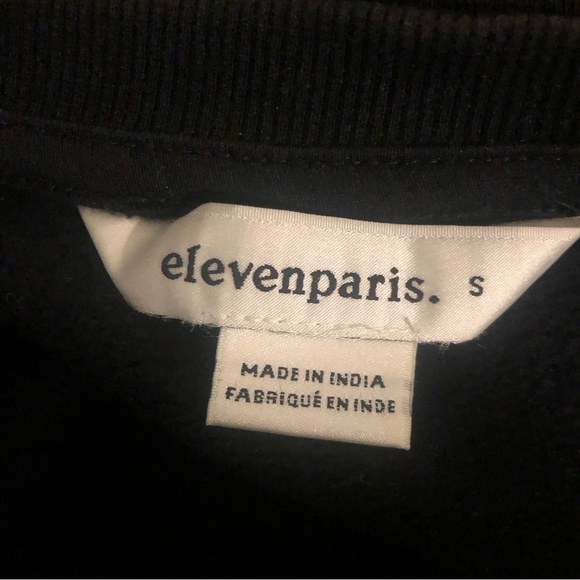 elevenparis. S
MADE IN INDIA
FABRIQUÉ EN INDE